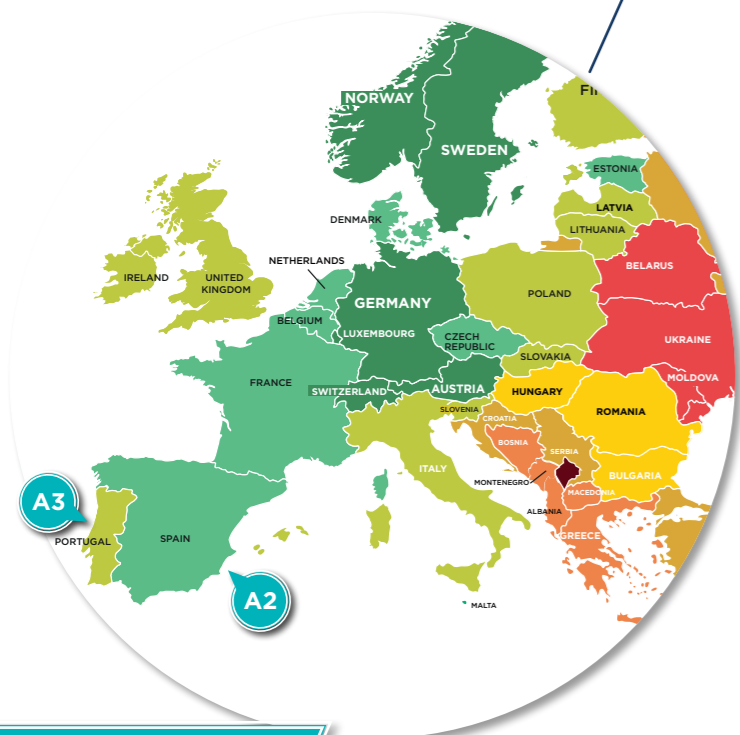 FI
NORWAY
SWEDEN
ESTONIA
LATVIA
DENMARK
LITHUANIA
NETHERLANDS
BELARUS
IRELAND
UNITED
KINGDOM
POLAND
GERMANY
BELGIUM
LUXEMBOURG
CZECH
REPUBLIC
UKRAINE
SLOVAKIA
MOLDOVA
FRANCE
SWITZERLAND
AUSTRIA
HUNGARY
SLOVENIA
CROATIA
ROMANIA
BOSNIA
SERBIA
ITALY
BULGARIA
MONTENEGRO
MACEDONIA
A3
ALBANIA
PORTUGAL
SPAIN
GREECE
A2
MALTA